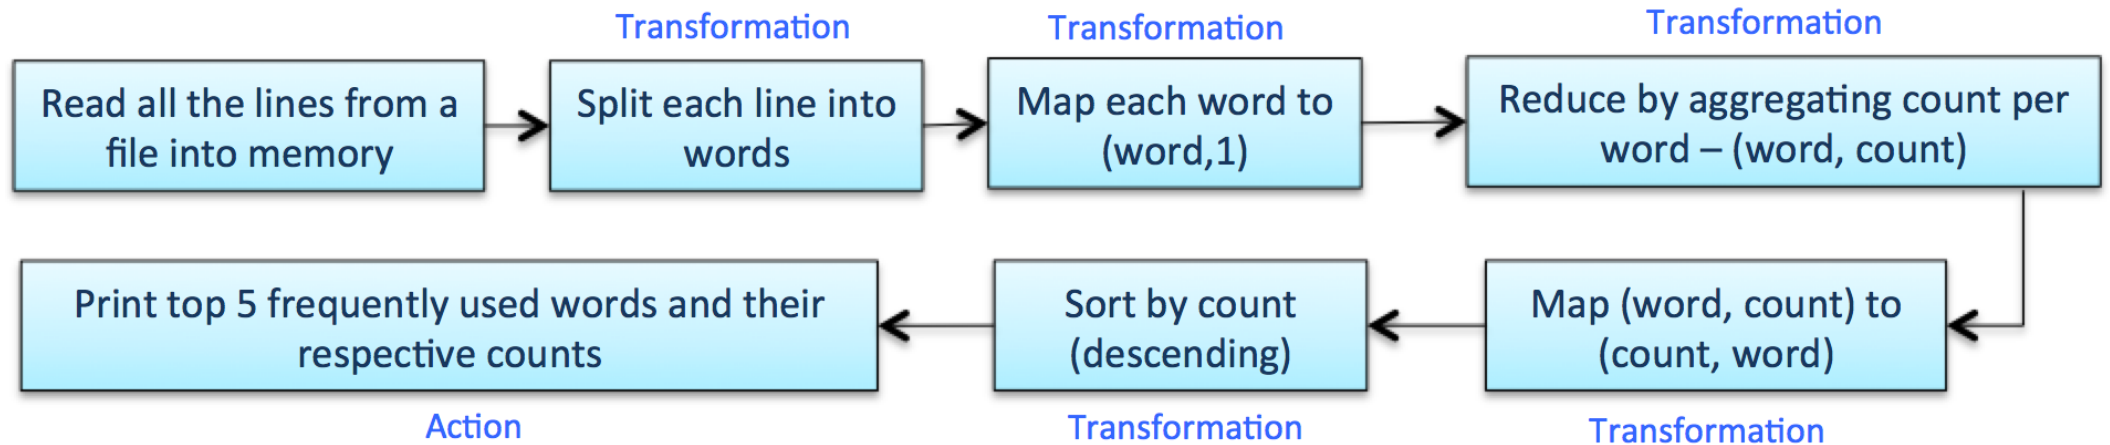 Transformation
Transformation
Transformation
Read all the lines from a
file into memory
Split each line into
words
Map each word to
(word,1)
Reduce by aggregating count per
word – (word, count)
Map (word, count) to
(count, word)
Transformation
Sort by count
(descending)
Transformation
Print top 5 frequently used words and their
respective counts
Action